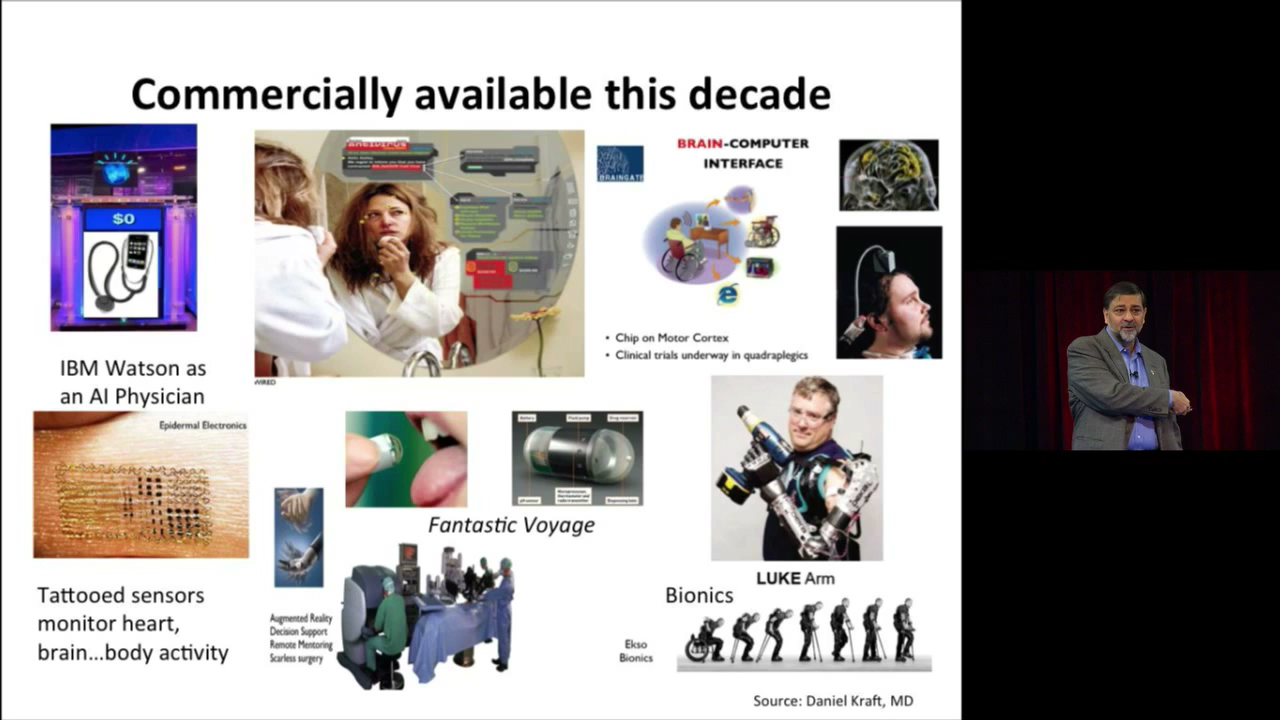 Commercially available this decade
$0
IBM Watson as
an AI Physician
WIRED
BRAINGATE
BRAIN-COMPUTER
INTERFACE
• Chip on Motor Cortex
• Clinical trials underway in quadraplegics
Epidermal Electronics
Tattooed sensors
monitor heart,
brain...body activity
Fantastic Voyage
Augmented Reality
Decision Support
Remote Mentoring
Scarless surgery
LUKE Arm
Bionics
Ekso
Bionics
Source: Daniel Kraft, MD